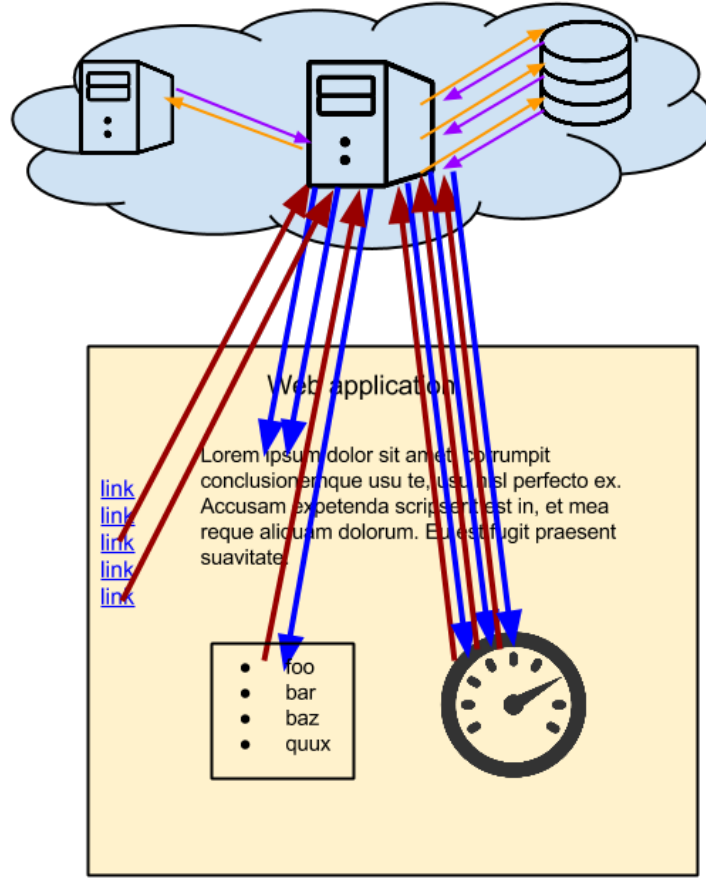 Web application
Lorem ipsum dolor sit amet, corrumpit
conclusionemque usu te, usu nisl perfecto ex.
Accusam expetenda scripserit est in, et mea
reque aliquam dolorum. Eu est fugit praesent
suavitate.
link
link
link
link
link
foo
bar
baz
quux